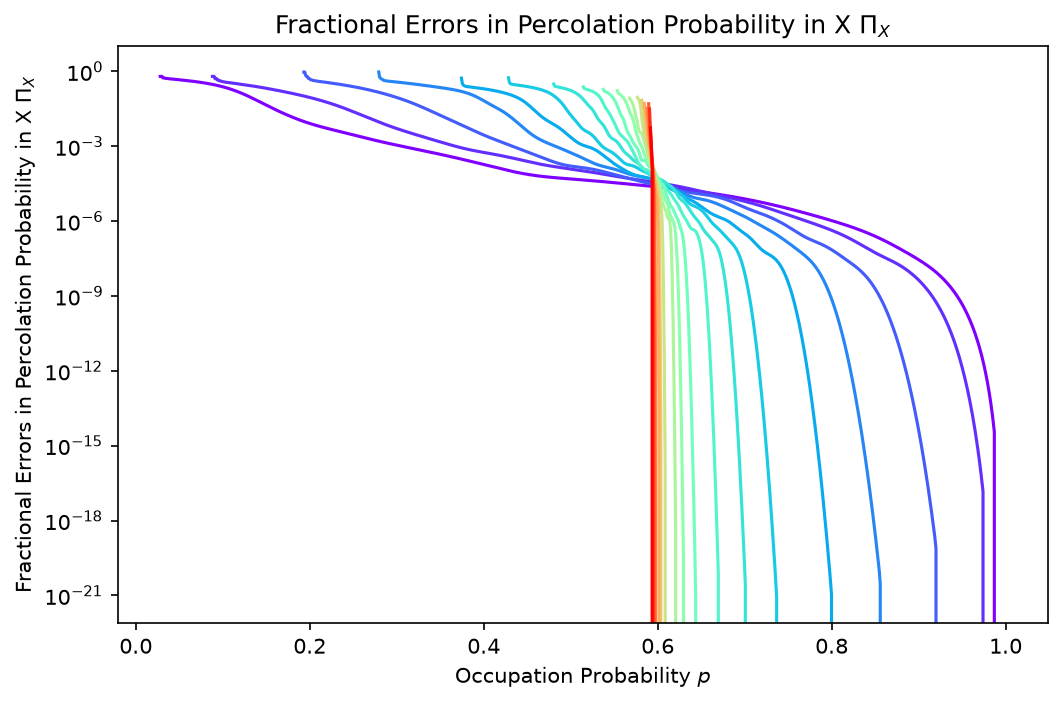 Fractional Errors in Percolation Probability in X Π_X
Fractional Errors in Percolation Probability in X Π_X
10^0
10^−3
10^−6
10^−9
10^−12
10^−15
10^−18
10^−21
0.0 0.2 0.4 0.6 0.8 1.0
Occupation Probability p